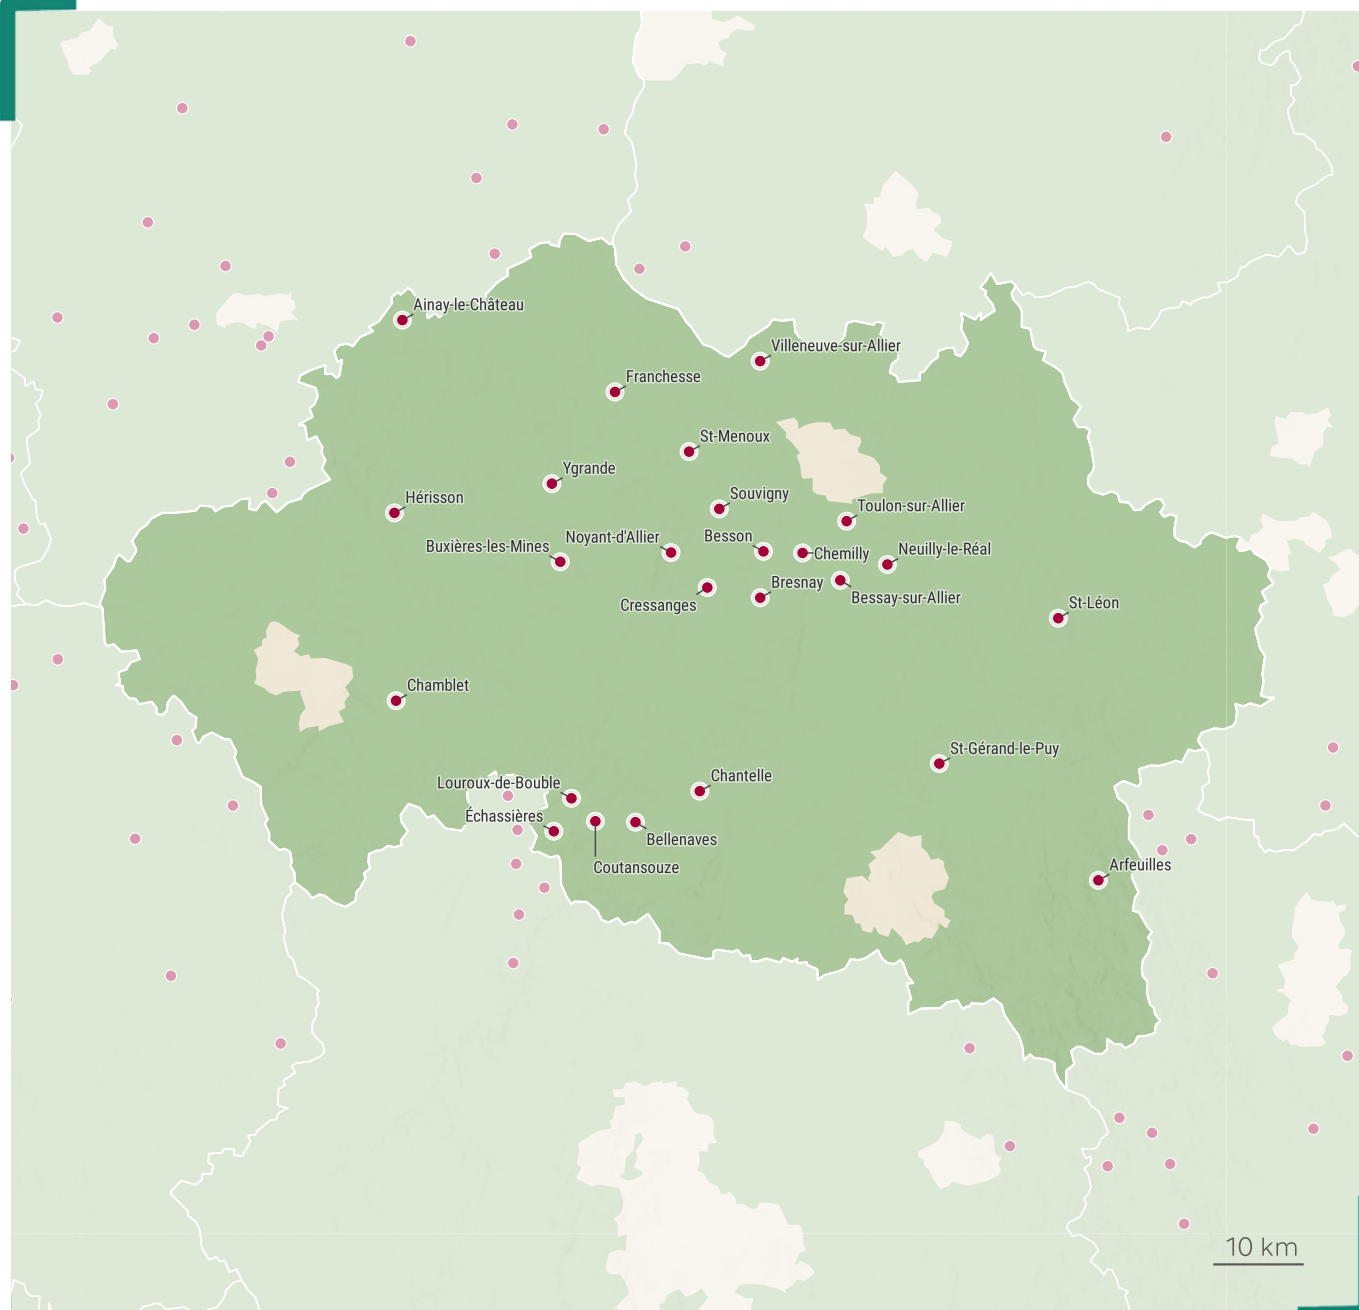 Ainay-le-Château
Villeneuve-sur-Allier
Franchesse
St-Menoux
Ygrande
Souvigny
Hérisson
Toulon-sur-Allier
Noyant-d'Allier
Besson
Buxières-les-Mines
Chemilly
Neuilly-le-Réal
Bresnay
Bessay-sur-Allier
Cressanges
St-Léon
Chamblet
St-Gérand-le-Puy
Chantelle
Louroux-de-Bouble
Échassières
Bellenaves
Coutansouze
Arfeuilles
10 km